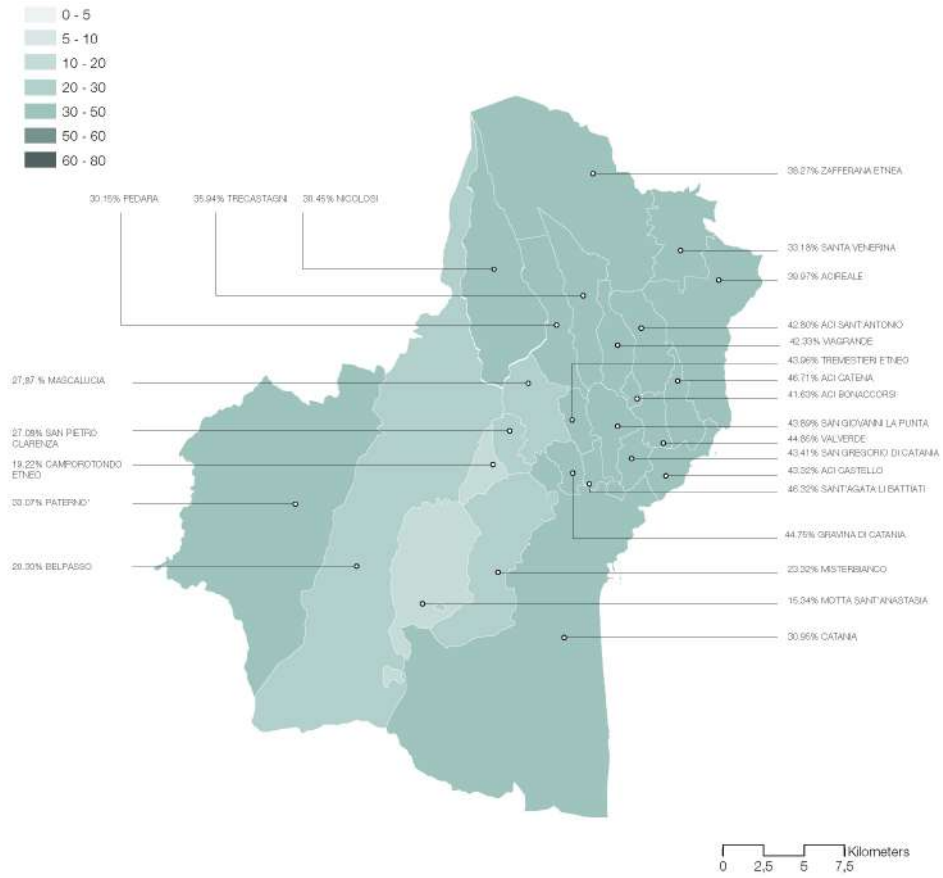 0 - 5
5 - 10
10 - 20
20 - 30
30 - 50
50 - 60
60 - 80
30.15% PEDARA
35.94% TRECASTAGNI
38.27% ZAFFERANA ETNEA
33.18% SANTA VENERINA
39.97% ACIREALE
42.80% ACI SANT'ANTONIO
42.33% VIAGRANDE
43.96% TREMESTIERI ETNEO
46.71% ACI CATENA
41.63% ACI BONACCORSI
43.89% SAN GIOVANNI LA PUNTA
44.86% VALVERDE
43.41% SAN GREGORIO DI CATANIA
43.32% ACI CASTELLO
46.32% SANT'AGATA LI BATTIATI
44.75% GRAVINA DI CATANIA
23.32% MISTERBIANCO
15.34% MOTTA SANT'ANASTASIA
30.95% CATANIA
NICOLOSI
27,87 % MASCALUCIA
27.08% SAN PIETRO
CLARENZA
19.22% CAMPOROTONDO
ETNEO
33.07% PATERNO'
BELPASSO
Kilometers
0 2,5 5 7,5